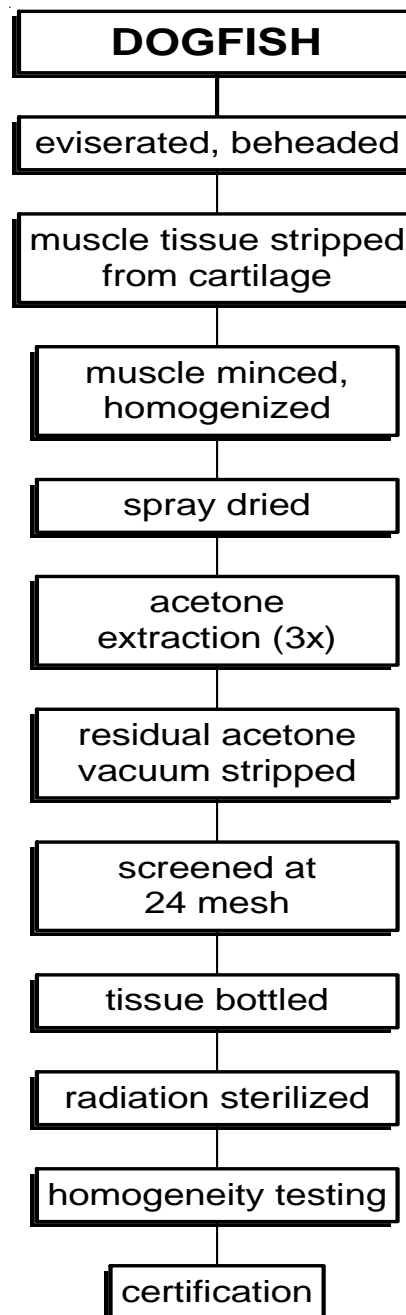 DOGFISH
eviserated, beheaded
muscle tissue stripped
from cartilage
muscle minced,
homogenized
spray dried
acetone
extraction (3x)
residual acetone
vacuum stripped
screened at
24 mesh
tissue bottled
radiation sterilized
homogeneity testing
certification